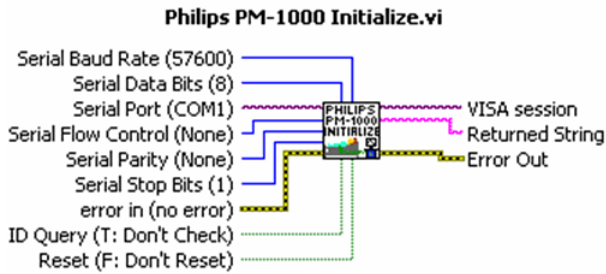 Philips PM-1000 Initialize.vi
Serial Baud Rate (57600)
Serial Data Bits (8)
Serial Port (COM1)
Serial Flow Control (None)
Serial Parity (None)
Serial Stop Bits (1)
error in (no error)
ID Query (T: Don't Check)
Reset (F: Don't Reset)
PHILIPS
PM-1000
INITIALIZE
VISA session
Returned String
Error Out